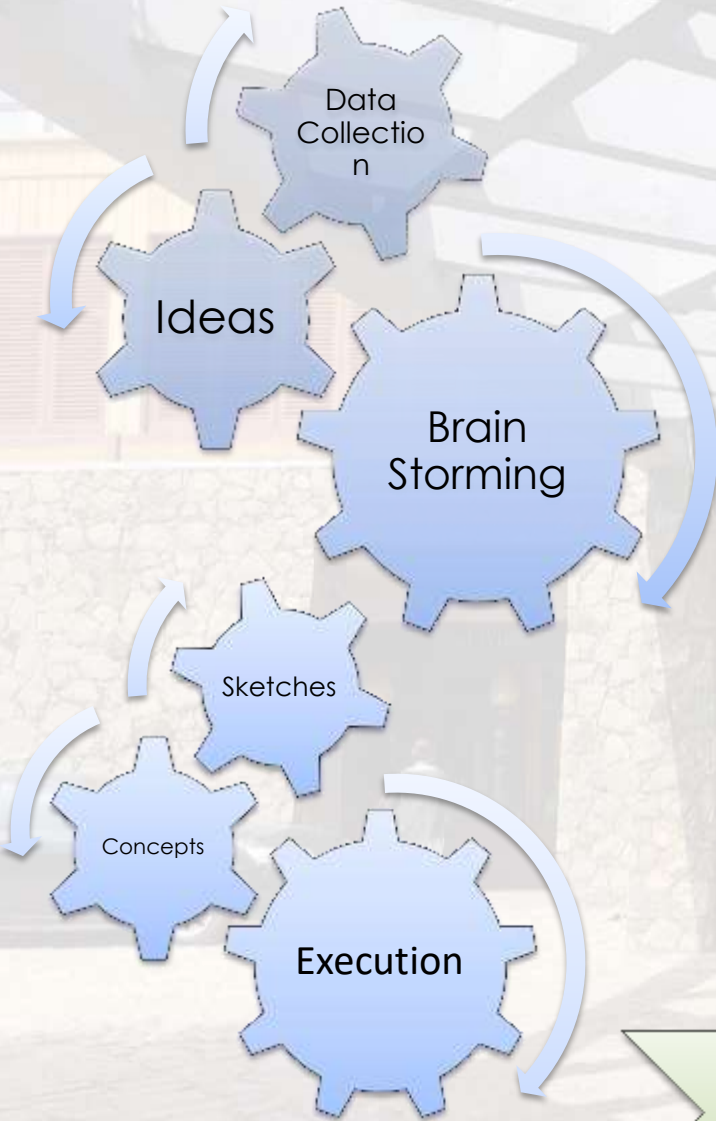 Data
Collectio
n
Ideas
Brain
Storming
Sketches
Concepts
Execution